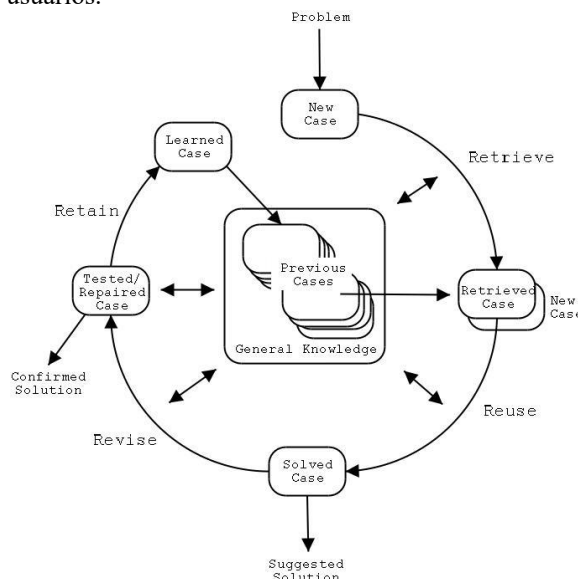 usuarios.
Problem
New
Case
Learned
Case
Retrieve
Retain
Previous
Cases
Tested/
Repaired
Case
Retrieved
Case
New
Case
General Knowledge
Confirmed
Solution
Reuse
Revise
Solved
Case
Suggested
Solution